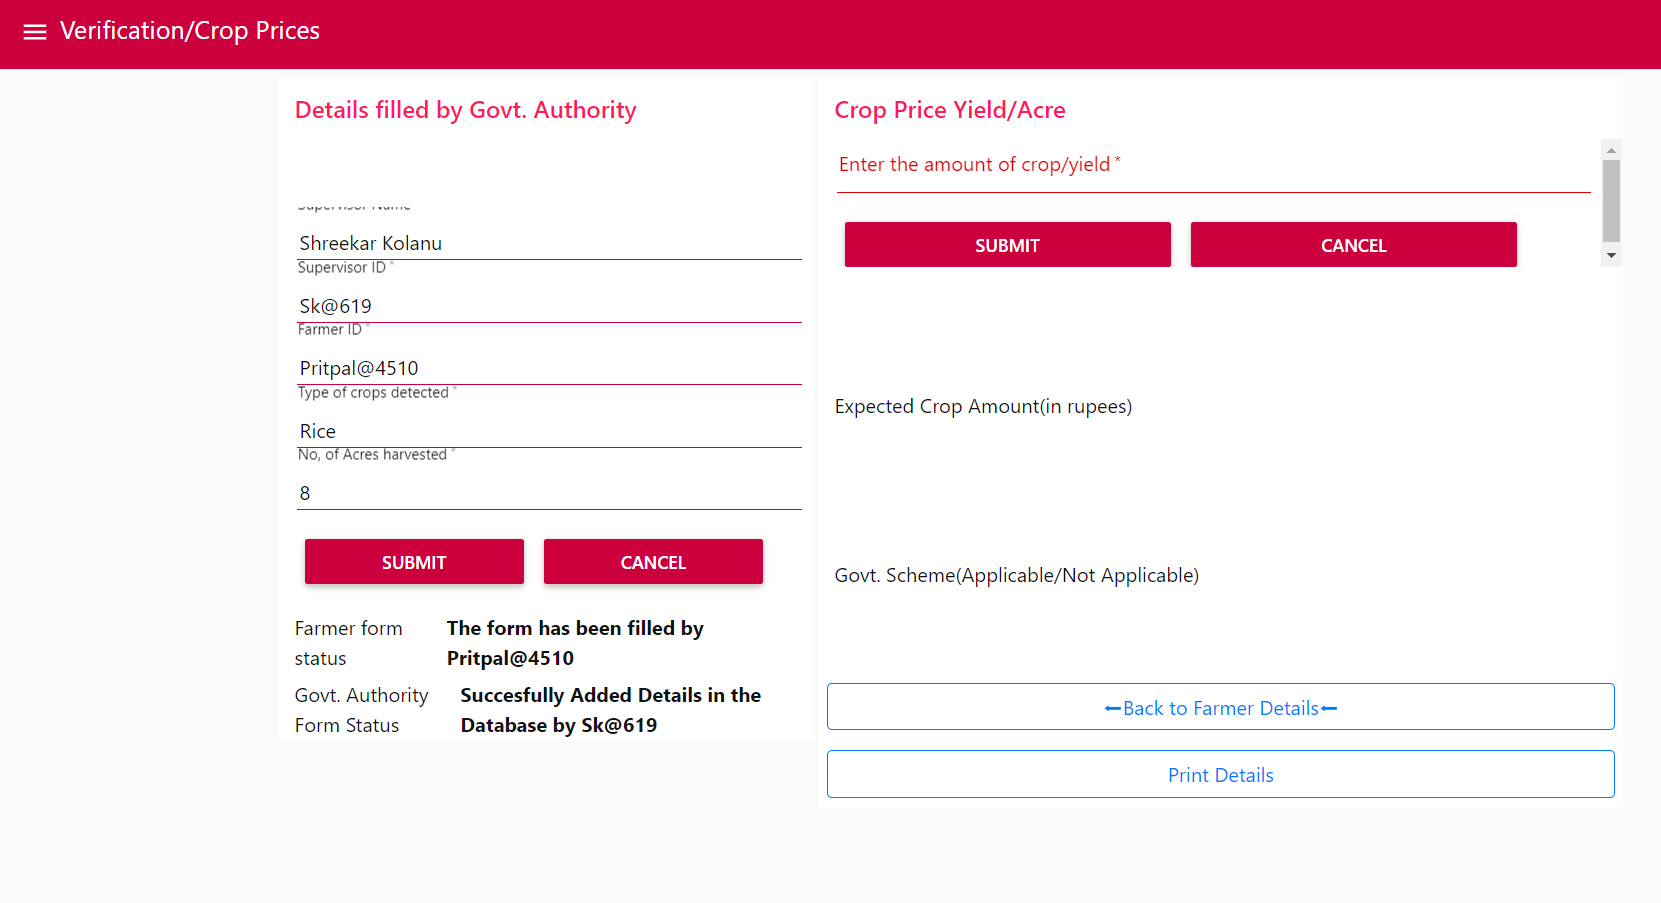 Verification/Crop Prices
Details filled by Govt. Authority
Supervisor Name
Shreekar Kolanu
Supervisor ID *
Sk@619
Farmer ID *
Pritpal@4510
Type of crops detected *
Rice
No, of Acres harvested *
8
SUBMIT CANCEL
Farmer form status
The form has been filled by
Pritpal@4510
Govt. Authority Form Status
Succesfully Added Details in the
Database by Sk@619
Crop Price Yield/Acre
Enter the amount of crop/yield *
SUBMIT CANCEL
Expected Crop Amount(in rupees)
Govt. Scheme(Applicable/Not Applicable)
⬅Back to Farmer Details⬅
Print Details